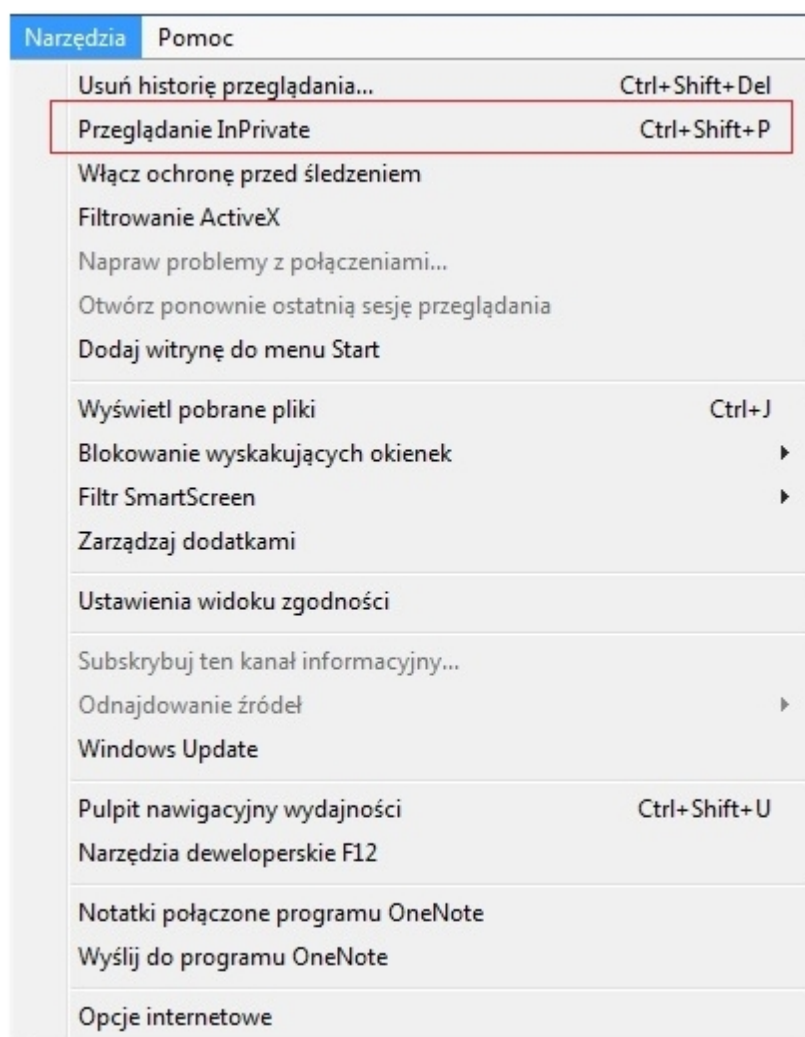 Narzędzia Pomoc
Usuń historię przeglądania... Ctrl+Shift+Del
Przeglądanie InPrivate Ctrl+Shift+P
Włącz ochronę przed śledzeniem
Filtrowanie ActiveX
Napraw problemy z połączeniami...
Otwórz ponownie ostatnią sesję przeglądania
Dodaj witrynę do menu Start
Wyświetl pobrane pliki Ctrl+J
Blokowanie wyskakujących okienek
Filtr SmartScreen
Zarządzaj dodatkami
Ustawienia widoku zgodności
Subskrybuj ten kanał informacyjny...
Odnajdowanie źródeł
Windows Update
Pulpit nawigacyjny wydajności Ctrl+Shift+U
Narzędzia deweloperskie F12
Notatki połączone programu OneNote
Wyślij do programu OneNote
Opcje internetowe